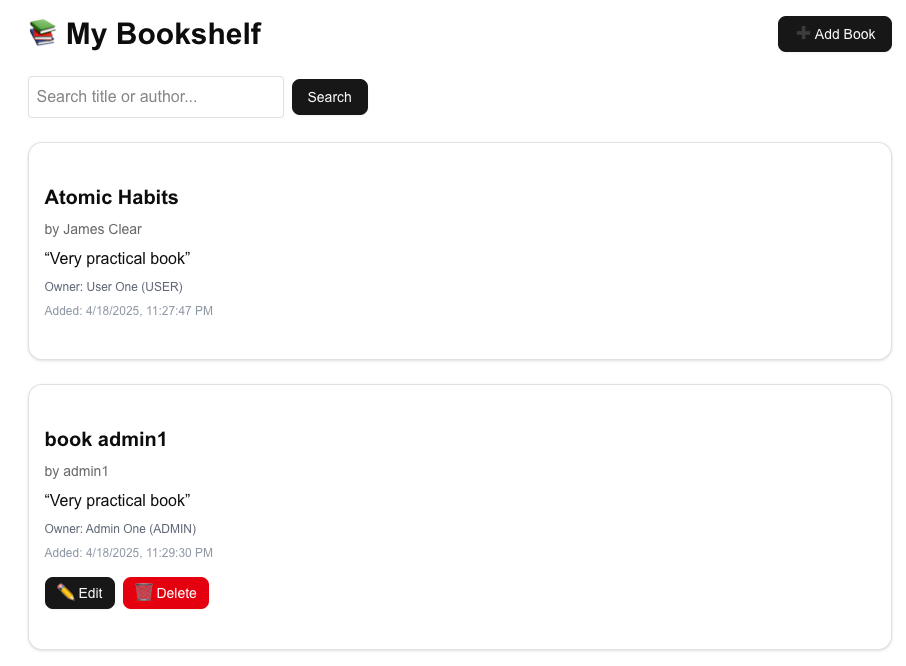 My Bookshelf
Add Book
Search title or author...
Search
Atomic Habits
by James Clear
“Very practical book”
Owner: User One (USER)
Added: 4/18/2025, 11:27:47 PM
book admin1
by admin1
“Very practical book”
Owner: Admin One (ADMIN)
Added: 4/18/2025, 11:29:30 PM
Edit
Delete